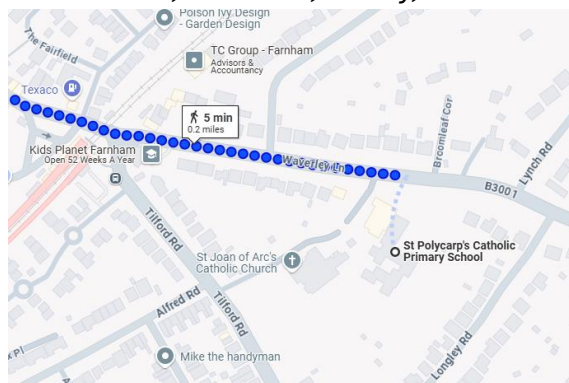 Poison Ivy Design
- Garden Design
The Fairfield
TC Group - Farnham
Advisors &
Accountancy
Texaco
5 min
0.2 miles
Kids Planet Farnham
Open 52 Weeks A Year
Waverley Ln
Broomleaf Cor
Lynch Rd
B3001
Tilford Rd
St Polycarp's Catholic
Primary School
St Joan of Arc's
Catholic Church
Alfred Rd
Tilford Rd
Longley Rd
Pl
Mike the handyman